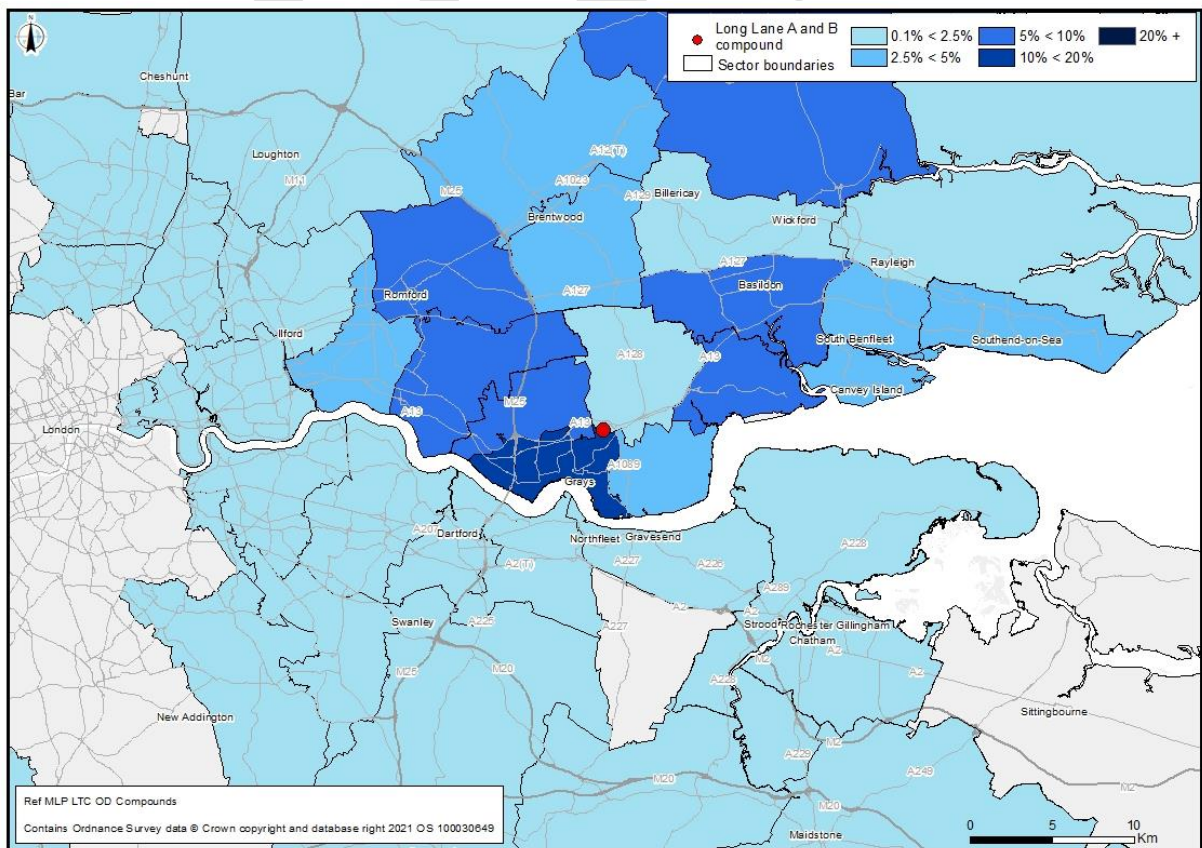 N
Long Lane A and B
compound
Sector boundaries
0.1% < 2.5%
5% < 10%
20% +
2.5% < 5%
10% < 20%
Cheshunt
Bar
Loughton
M11
M25
A12(T)
A1023
Billericay
A129
Brentwood
Wickford
Rayleigh
A127
Basildon
Romford
A127
Ilford
A128
A13
South Benfleet
Southend-on-Sea
Canvey Island
London
A13
M25
A13
A1089
Grays
A207
Dartford
Northfleet
Gravesend
A2(T)
A227
A226
A228
A289
A2
A2
Strood
Rochester
Gillingham
Chatham
A227
Swanley
A225
M2
A2
A2
M25
M20
A228
New Addington
Sittingbourne
M2
A229
A249
M20
M2
M20
Maidstone
Ref MLP LTC OD Compounds
Contains Ordnance Survey data © Crown copyright and database right 2021 OS 100030649
0 5 10
Km